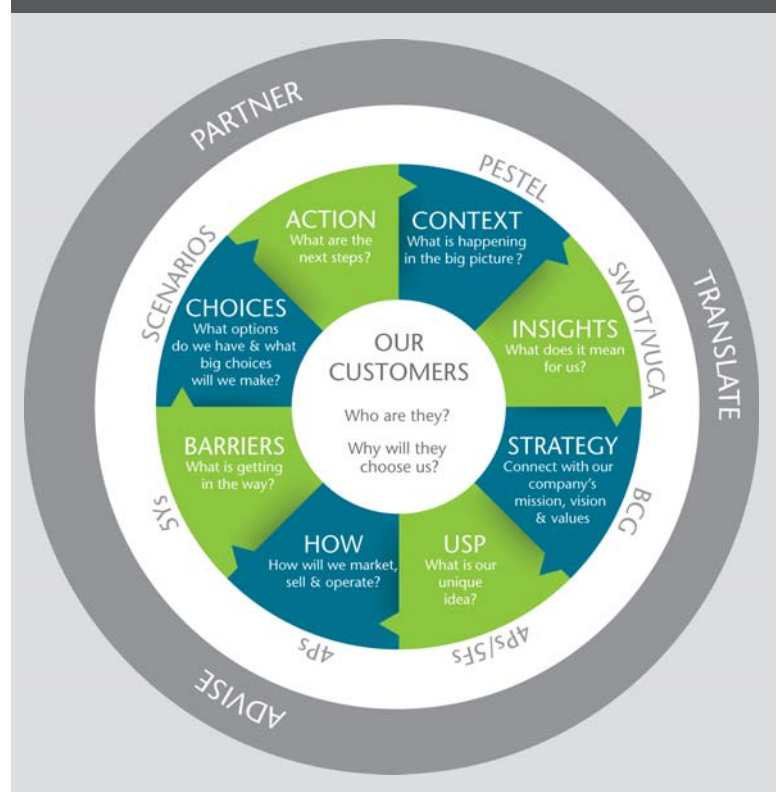 PARTNER
TRANSLATE
ADVISE
PESTEL
SWOT/VUCA
BCG
4Ps/5Fs
4Ps
5Ys
SCENARIOS
CONTEXT
What is happening
in the big picture?
INSIGHTS
What does it mean
for us?
STRATEGY
Connect with our
company's
mission, vision
& values
USP
What is our
unique
idea?
HOW
How will we market,
sell & operate?
BARRIERS
What is getting
in the way?
CHOICES
What options
do we have & what
big choices
will we make?
ACTION
What are the
next steps?
OUR
CUSTOMERS
Who are they?
Why will they
choose us?